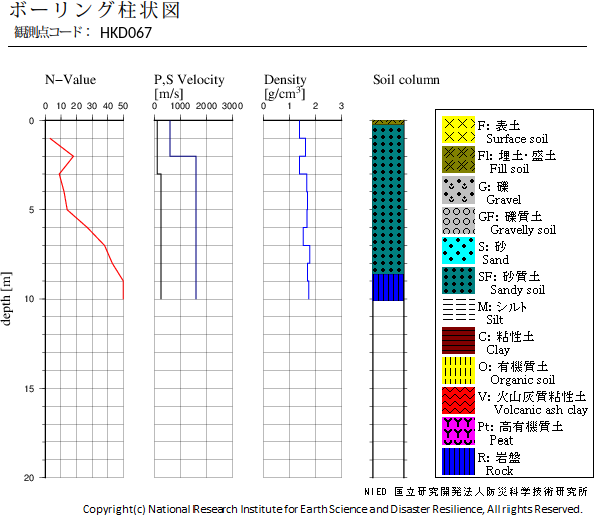 ボーリング柱状図
観測点コード： HKD067
N−Value
P,S Velocity
[m/s]
Density
[g/cm³]
Soil column
0 10 20 30 40 50
0 1000 2000 3000
0 1 2 3
0
5
10
15
20
depth [m]
F: 表土
Surface soil
Fl: 埋土・盛土
Fill soil
G: 礫
Gravel
GF: 礫質土
Gravelly soil
S: 砂
Sand
SF: 砂質土
Sandy soil
M: シルト
Silt
C: 粘性土
Clay
O: 有機質土
Organic soil
V: 火山灰質粘性土
Volcanic ash clay
Pt: 高有機質土
Peat
R: 岩盤
Rock
NIED 国立研究開発法人防災科学技術研究所
Copyright(c) National Research Institute for Earth Science and Disaster Resilience, All rights Reserved.